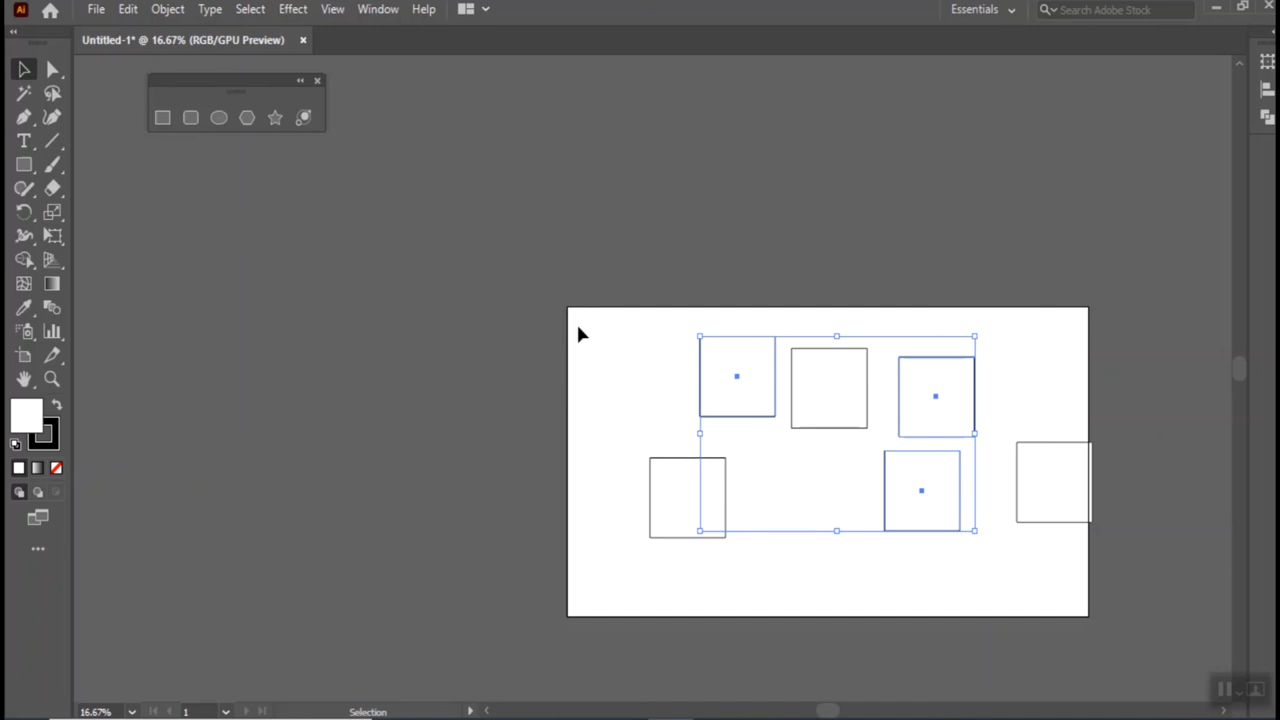 Ai File Edit Object Type Select Effect View Window Help Essentials Search Adobe Stock
Untitled-1* @ 16.67% (RGB/GPU Preview)
T
16.67% 1 Selection